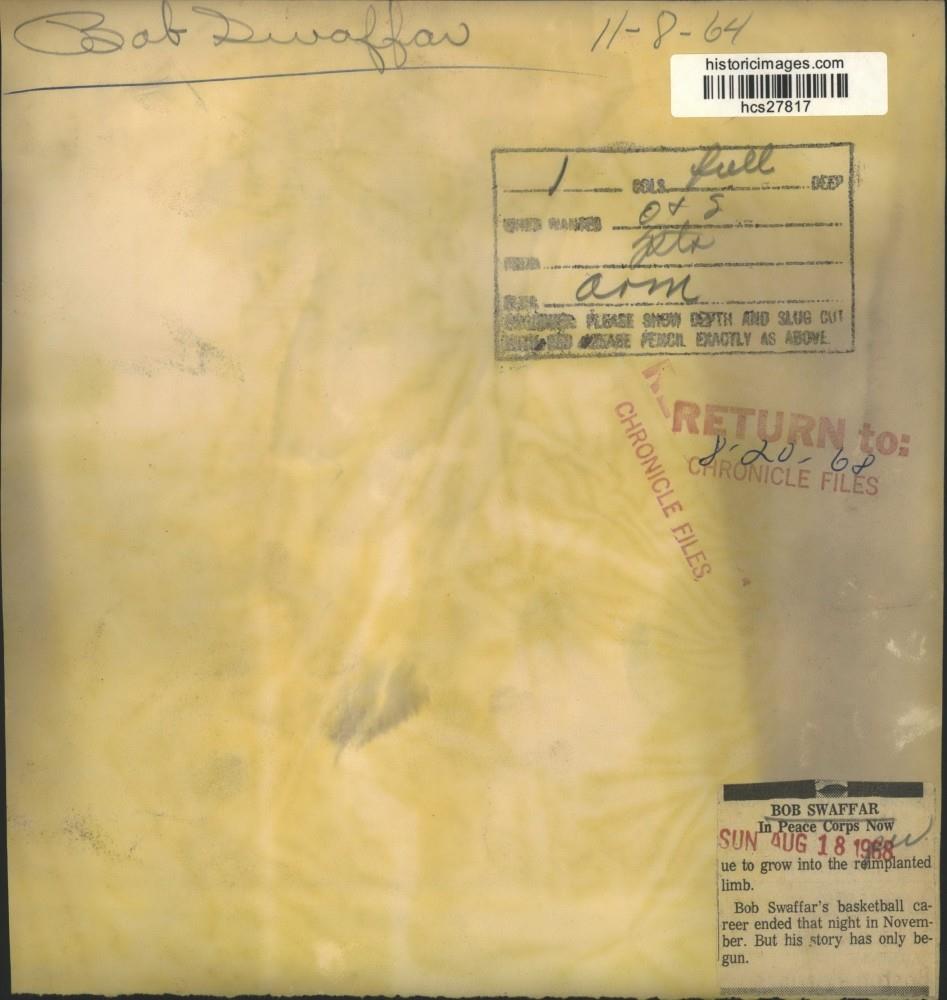 Bob Swaffar 11-8-64
historicimages.com
hcs27817
1 COLS. full DEEP
WANTED O & S
arm
PLEASE SHOW DEPTH AND SLUG CUT
PENCIL EXACTLY AS ABOVE.
RETURN to:
8-20-68
CHRONICLE FILES
CHRONICLE FILES
BOB SWAFFAR
In Peace Corps Now
SUN AUG 18 1968
ue to grow into the reimplanted
limb.
Bob Swaffar's basketball ca-
reer ended that night in Novem-
ber. But his story has only be-
gun.